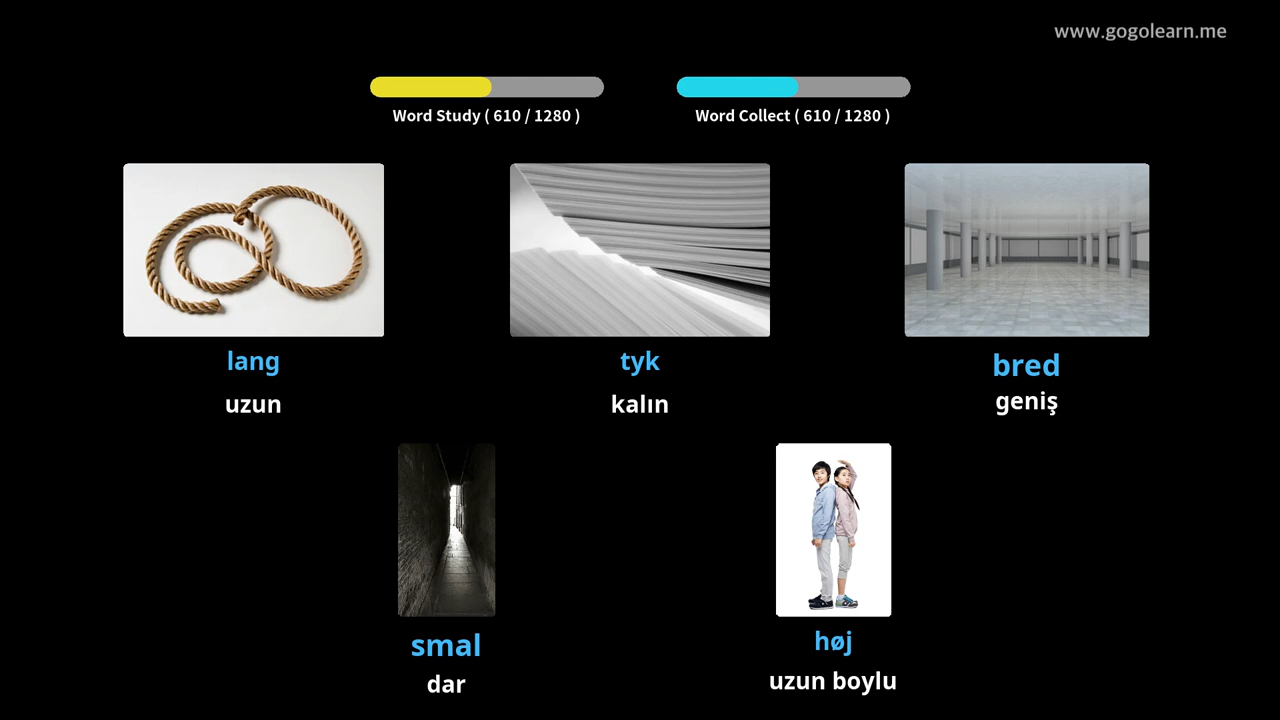 www.gogolearn.me
Word Study ( 610 / 1280 )
Word Collect ( 610 / 1280 )
lang
uzun
tyk
kalın
bred
geniş
smal
dar
høj
uzun boylu